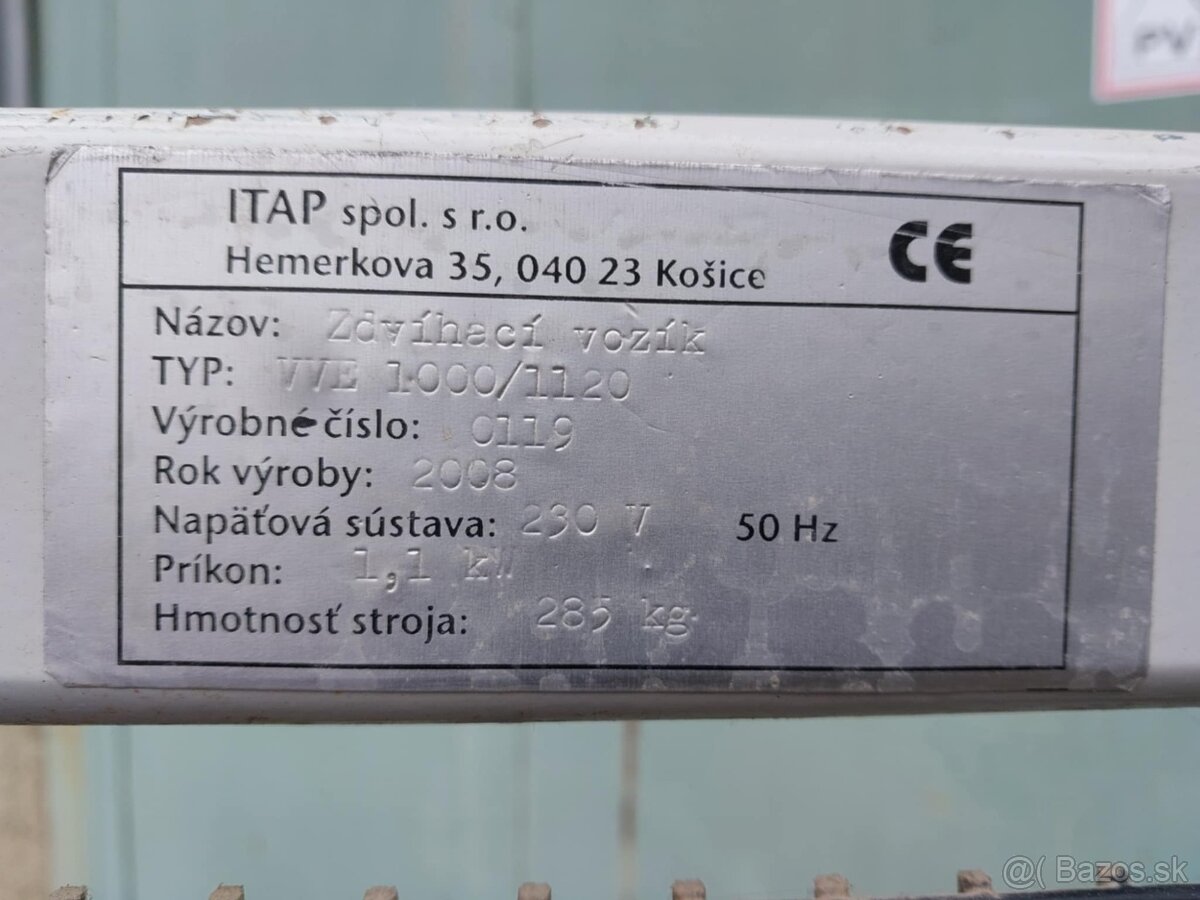 PV
ITAP spol. s r.o.
Hemerkova 35, 040 23 Košice
CE
Názov: Zdvíhací vozík
TYP: VVE 1000/1120
Výrobné číslo: 0119
Rok výroby: 2008
Napäťová sústava: 230 V 50 Hz
Príkon: 1,1 kW
Hmotnosť stroja: 285 kg
@( Bazos.sk